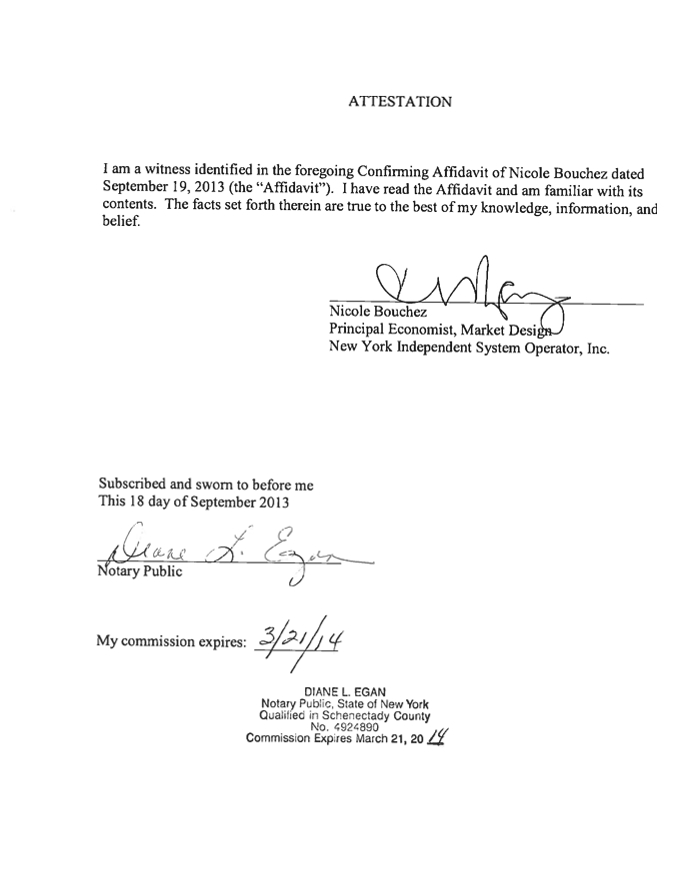 ATTESTATION
I am a witness identified in the foregoing Confirming Affidavit of Nicole Bouchez dated
September 19, 2013 (the “Affidavit”). I have read the Affidavit and am familiar with its
contents. The facts set forth therein are true to the best of my knowledge, information, and
belief.
Nicole Bouchez
Principal Economist, Market Design
New York Independent System Operator, Inc.
Subscribed and sworn to before me
This 18 day of September 2013
Diane L. Egan
Notary Public
My commission expires: 3/21/14
DIANE L. EGAN
Notary Public, State of New York
Qualified in Schenectady County
No. 4924890
Commission Expires March 21, 20 14